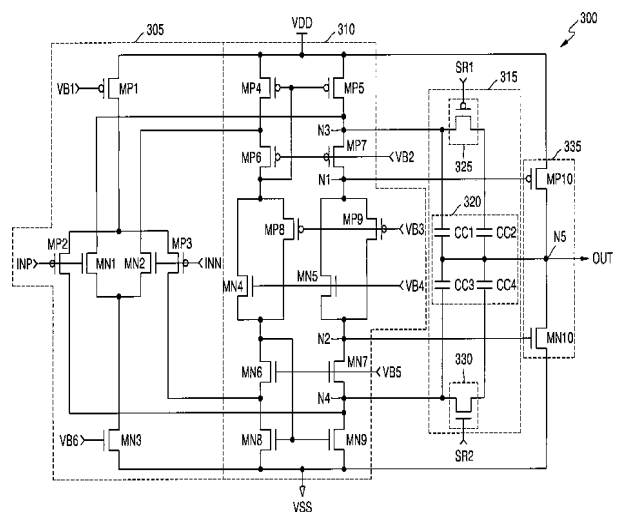 305
VDD
310
300
SR1
315
VB1
MP1
MP4
MP5
325
335
N3
MP6
MP7
VB2
N1
MP10
320
MP2
MP3
MP8
MP9
VB3
CC1
CC2
N5
INP
MN1
MN2
INN
OUT
MN4
MN5
VB4
CC3
CC4
N2
MN10
MN6
MN7
VB5
330
N4
VB6
MN3
MN8
MN9
SR2
VSS